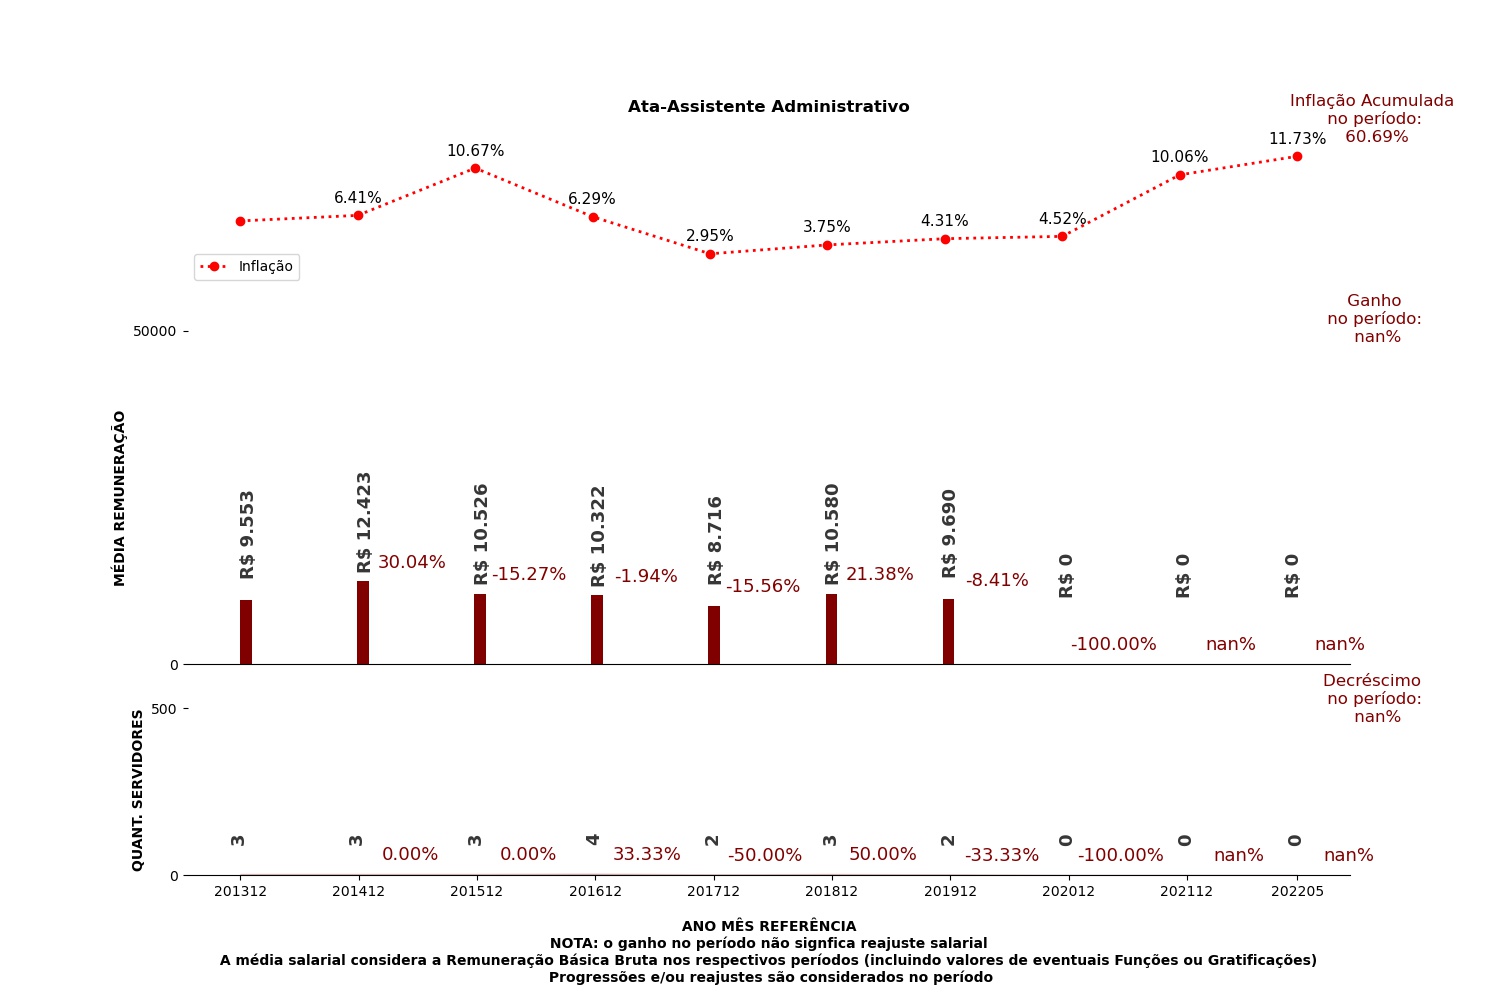 Ata-Assistente Administrativo
Inflação Acumulada
no período:
60.69%
6.41%
10.67%
6.29%
2.95%
3.75%
4.31%
4.52%
10.06%
11.73%
Inflação
Ganho
no período:
nan%
MÉDIA REMUNERAÇÃO
50000
0
R$ 9.553
R$ 12.423
R$ 10.526
R$ 10.322
R$ 8.716
R$ 10.580
R$ 9.690
R$ 0
R$ 0
R$ 0
30.04%
-15.27%
-1.94%
-15.56%
21.38%
-8.41%
-100.00%
nan%
nan%
Decréscimo
no período:
nan%
QUANT. SERVIDORES
500
0
3
3
3
4
2
3
2
0
0
0
0.00%
0.00%
33.33%
-50.00%
50.00%
-33.33%
-100.00%
nan%
nan%
201312
201412
201512
201612
201712
201812
201912
202012
202112
202205
ANO MÊS REFERÊNCIA
NOTA: o ganho no período não signfica reajuste salarial
A média salarial considera a Remuneração Básica Bruta nos respectivos períodos (incluindo valores de eventuais Funções ou Gratificações)
Progressões e/ou reajustes são considerados no período